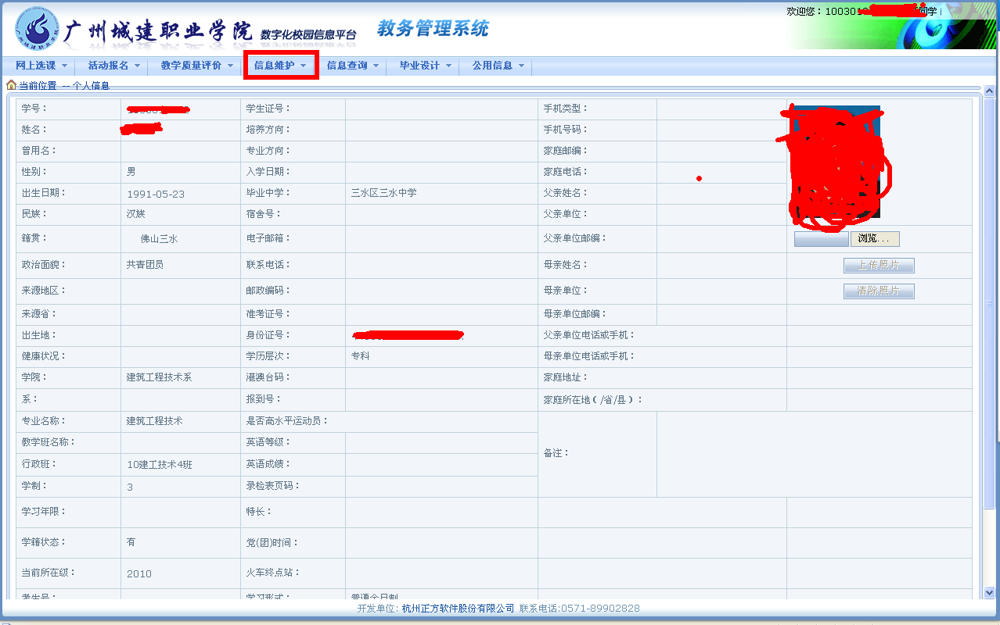 欢迎您：10030 同学
广州城建职业学院 数字化校园信息平台 教务管理系统
网上选课 活动报名 教学质量评价 信息维护 信息查询 毕业设计 公用信息
当前位置 -- 个人信息
学号： 学生证号： 手机类型：
姓名： 培养方向： 手机号码：
曾用名： 专业方向： 家庭邮编：
性别： 男 入学日期： 家庭电话：
出生日期： 1991-05-23 毕业中学： 三水区三水中学 父亲姓名：
民族： 汉族 宿舍号： 父亲单位：
籍贯： 佛山三水 电子邮箱： 父亲单位邮编： 浏览...
政治面貌： 共青团员 联系电话： 母亲姓名： 上传照片
来源地区： 邮政编码： 母亲单位： 清除照片
来源省： 准考证号： 母亲单位邮编：
出生地： 身份证号： 父亲单位电话或手机：
健康状况： 学历层次： 专科 母亲单位电话或手机：
学院： 建筑工程技术系 港澳台码： 家庭地址：
系： 报到号： 家庭所在地（/省/县）：
专业名称： 建筑工程技术 是否高水平运动员：
教学班名称： 英语等级： 备注：
行政班： 10建工技术4班 英语成绩：
学制： 3 录检表页码：
学习年限： 特长：
学籍状态： 有 党(团)时间：
当前所在级： 2010 火车终点站：
考生号： 学习形式： 普通全日制
开发单位: 杭州正方软件股份有限公司 联系电话:0571-89902828